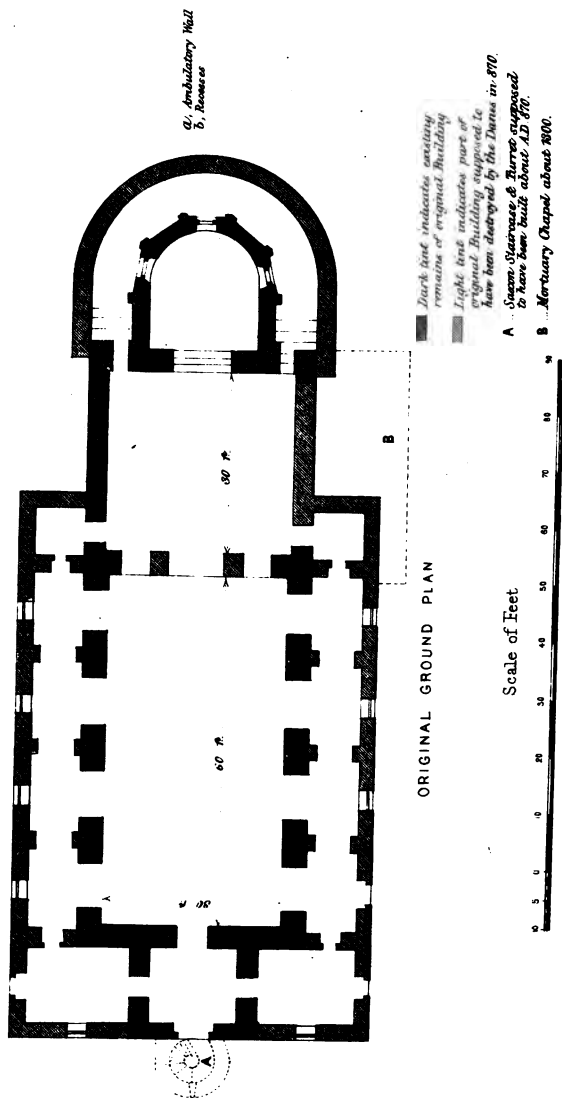 a, Ambulatory Wall
b, Recesses
30 ft.
60 ft.
30 ft.
A
B
ORIGINAL GROUND PLAN
Dark tint indicates existing
remains of original Building
Light tint indicates part of
original Building supposed to
have been destroyed by the Danes in 870.
A ... Saxon Staircase & Turret supposed
to have been built about A.D 870.
B ... Mortuary Chapel about 1300.
Scale of Feet
10 5 0 10 20 30 40 50 60 70 80 90